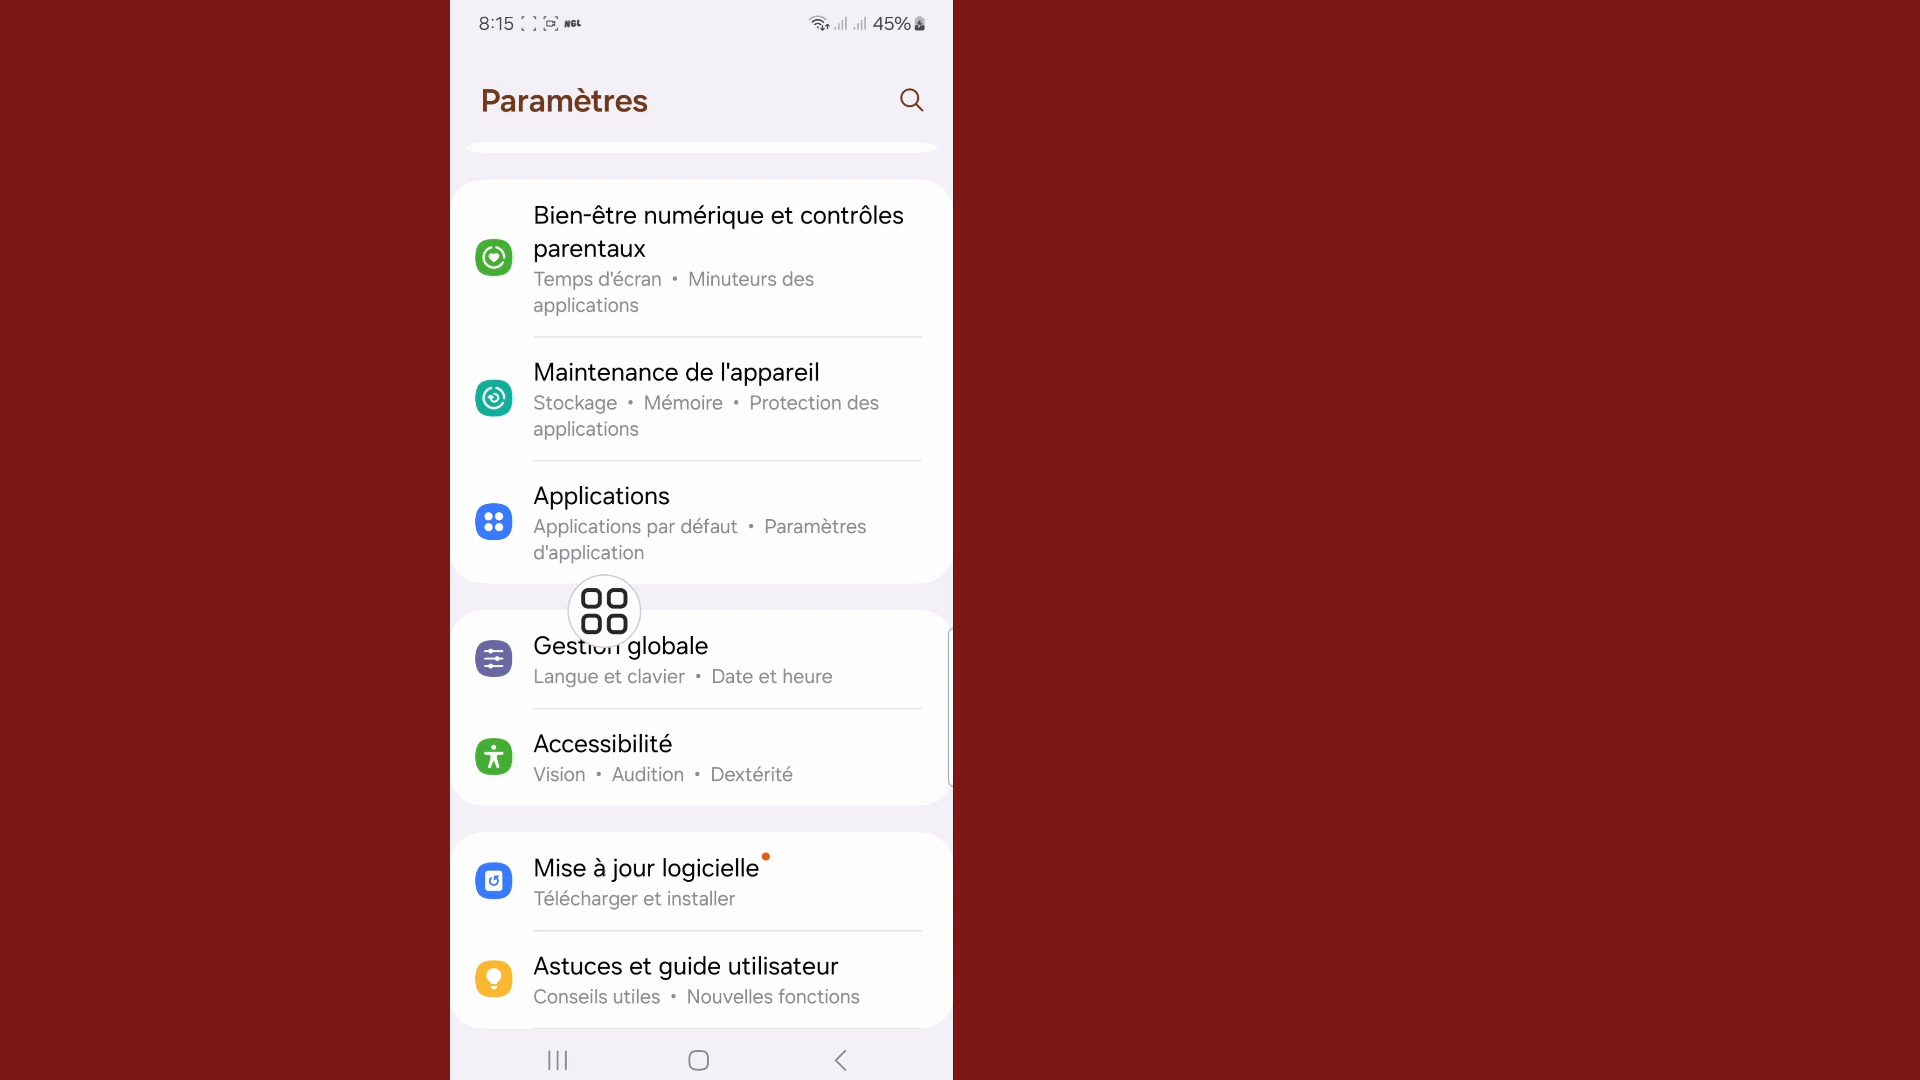 8:15 NGL 45%
Paramètres
Bien-être numérique et contrôles
parentaux
Temps d'écran • Minuteurs des
applications
Maintenance de l'appareil
Stockage • Mémoire • Protection des
applications
Applications
Applications par défaut • Paramètres
d'application
Gestion globale
Langue et clavier • Date et heure
Accessibilité
Vision • Audition • Dextérité
Mise à jour logicielle
Télécharger et installer
Astuces et guide utilisateur
Conseils utiles • Nouvelles fonctions